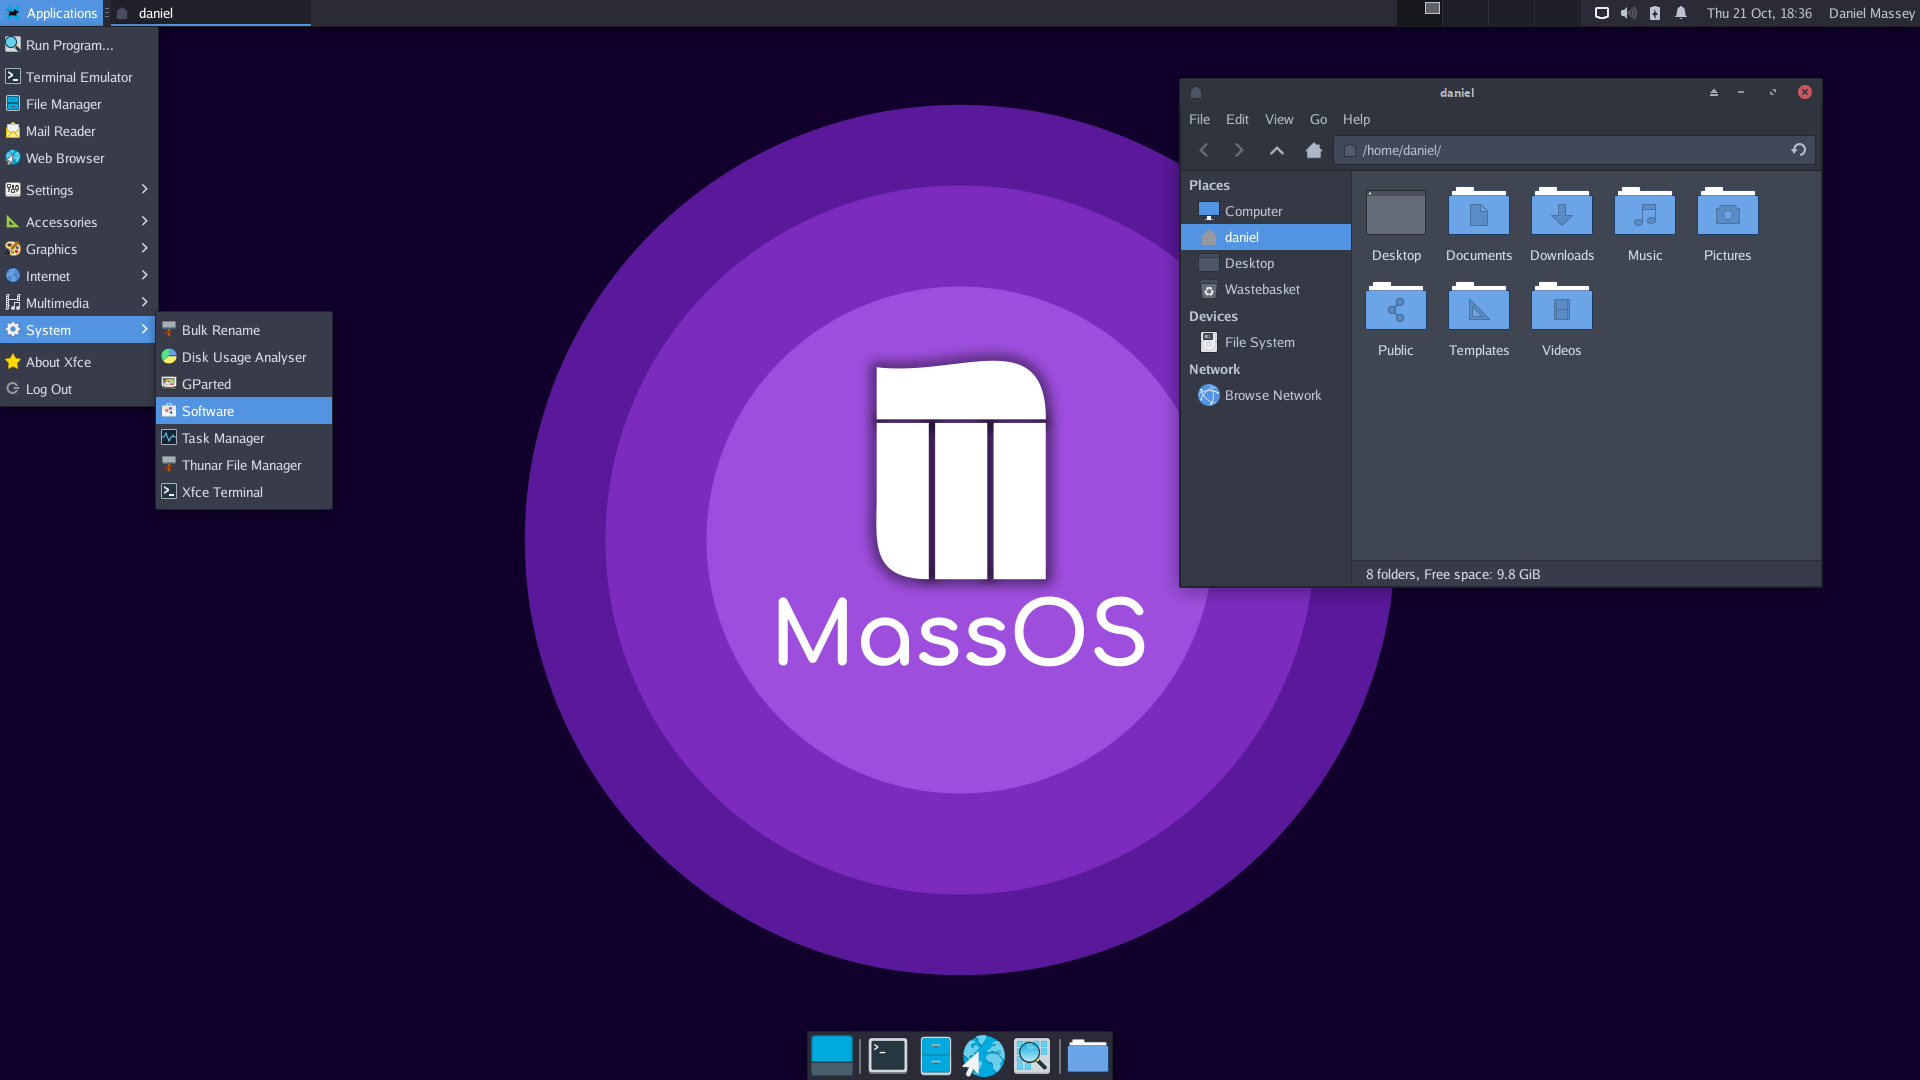 Applications
daniel
Thu 21 Oct, 18:36
Daniel Massey
Run Program...
Terminal Emulator
File Manager
Mail Reader
Web Browser
Settings
Accessories
Graphics
Internet
Multimedia
System
About Xfce
Log Out
Bulk Rename
Disk Usage Analyser
GParted
Software
Task Manager
Thunar File Manager
Xfce Terminal
MassOS
daniel
File Edit View Go Help
/home/daniel/
Places
Computer
daniel
Desktop
Wastebasket
Devices
File System
Network
Browse Network
Desktop Documents Downloads Music Pictures
Public Templates Videos
8 folders, Free space: 9.8 GiB